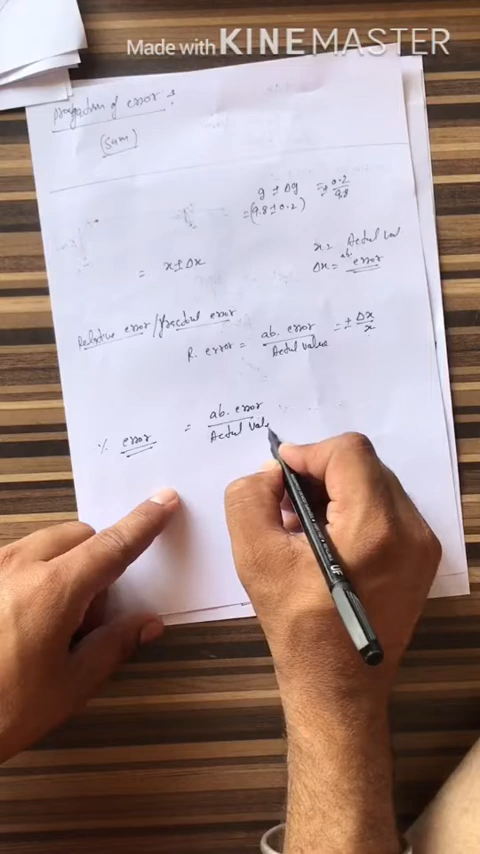 Made with KINEMASTER
Propagation of error :
(Sum)
g ± Δg = ± 0.2/9.8
= (9.8 ± 0.2)
x = Actual Val
= x ± Δx
Δx = ab. error
Relative error / fractional error
R. error = ab. error / Actual Value = ± Δx/x
% error = ab. error / Actual Valu